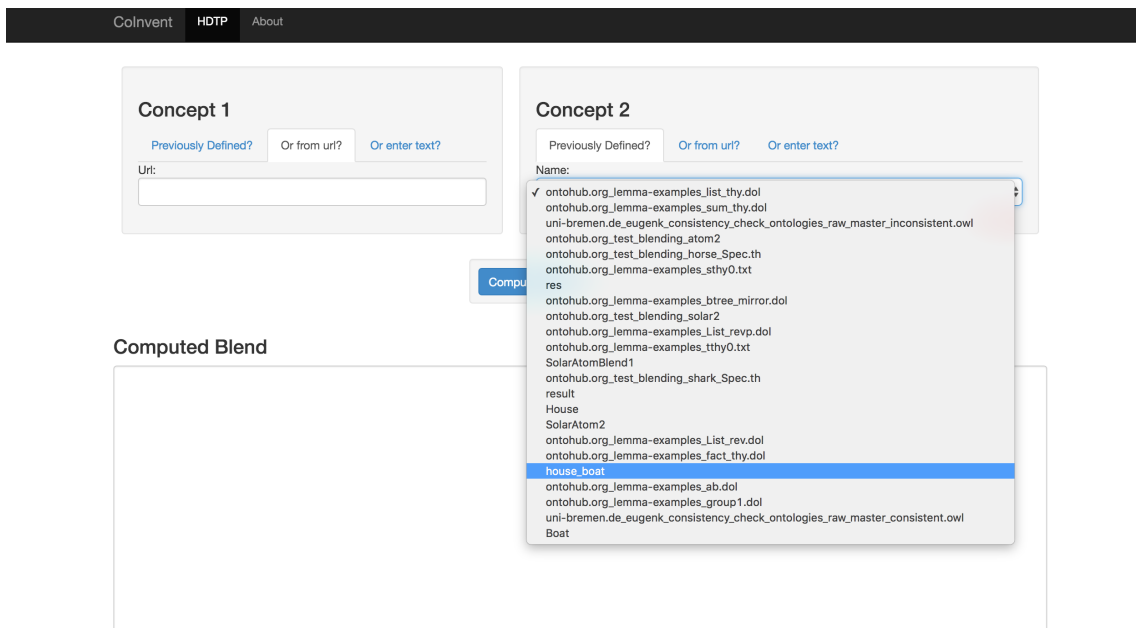 CoInvent HDTP About
Concept 1
Previously Defined? Or from url? Or enter text?
Url:
Concept 2
Previously Defined? Or from url? Or enter text?
Name:
✓ ontohub.org_lemma-examples_list_thy.dol
ontohub.org_lemma-examples_sum_thy.dol
uni-bremen.de_eugenk_consistency_check_ontologies_raw_master_inconsistent.owl
ontohub.org_test_blending_atom2
ontohub.org_test_blending_horse_Spec.th
ontohub.org_lemma-examples_sthy0.txt
res
ontohub.org_lemma-examples_btree_mirror.dol
ontohub.org_test_blending_solar2
ontohub.org_lemma-examples_List_revp.dol
ontohub.org_lemma-examples_tthy0.txt
SolarAtomBlend1
ontohub.org_test_blending_shark_Spec.th
result
House
SolarAtom2
ontohub.org_lemma-examples_List_rev.dol
ontohub.org_lemma-examples_fact_thy.dol
house_boat
ontohub.org_lemma-examples_ab.dol
ontohub.org_lemma-examples_group1.dol
uni-bremen.de_eugenk_consistency_check_ontologies_raw_master_consistent.owl
Boat
Compu
Computed Blend